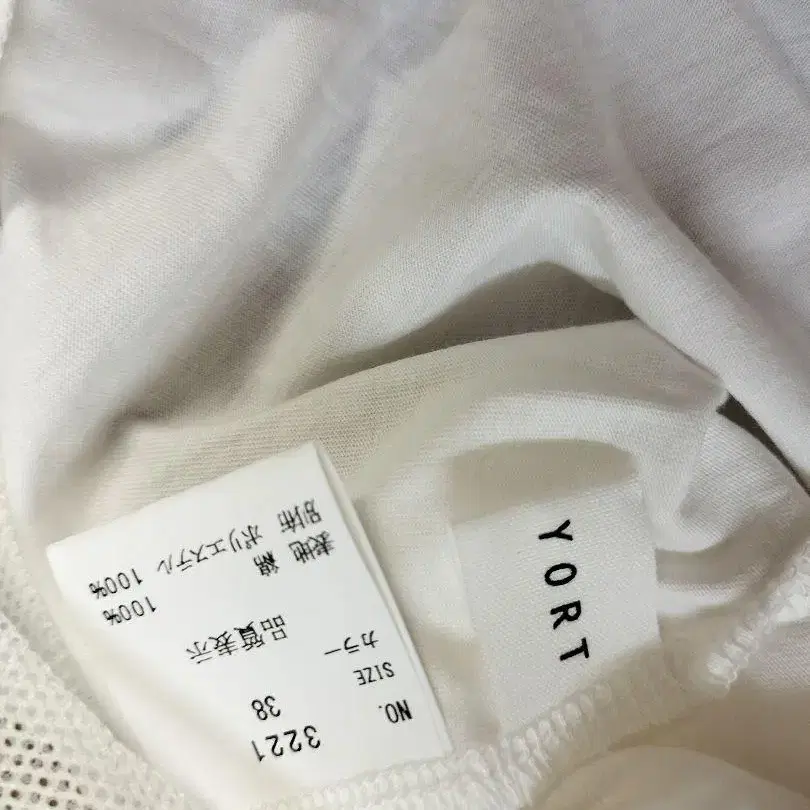 NO. 3221
SIZE 38
カラー
品質表示
表地 綿 100%
別布 ポリエステル 100%
YORT